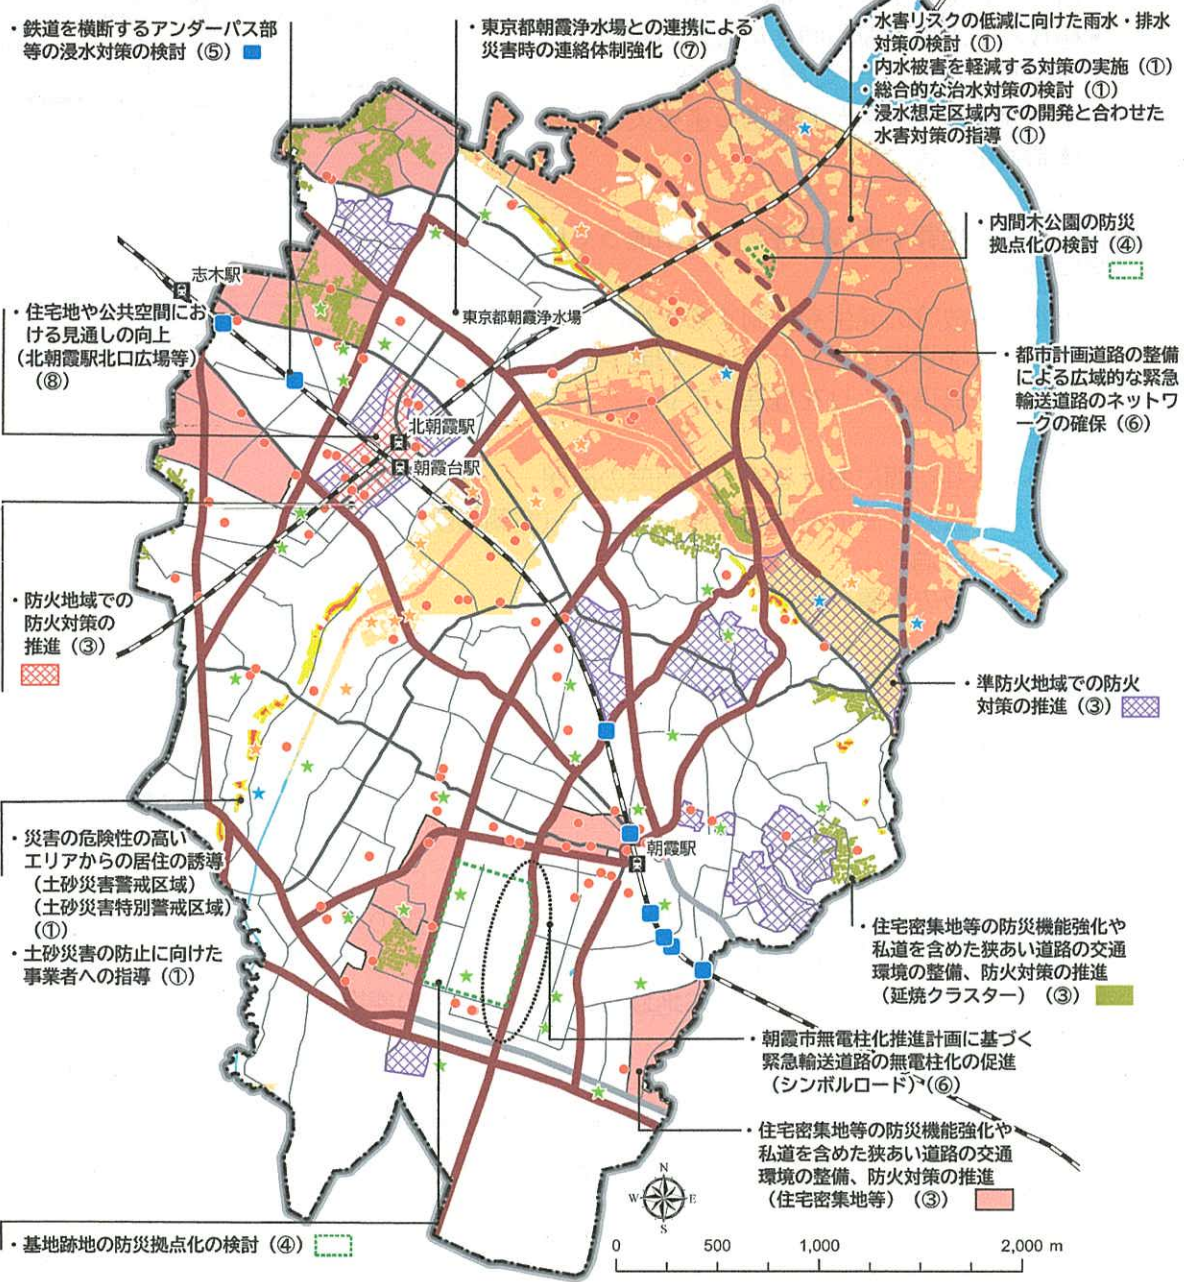 ・鉄道を横断するアンダーパス部
等の浸水対策の検討（⑤）
・東京都朝霞浄水場との連携による
災害時の連絡体制強化（⑦）
・水害リスクの低減に向けた雨水・排水
対策の検討（①）
・内水被害を軽減する対策の実施（①）
・総合的な治水対策の検討（①）
・浸水想定区域内での開発と合わせた
水害対策の指導（①）
・内間木公園の防災
拠点化の検討（④）
志木駅
・住宅地や公共空間にお
ける見通しの向上
（北朝霞駅北口広場等）
（⑧）
東京都朝霞浄水場
・都市計画道路の整備
による広域的な緊急
輸送道路のネットワ
ークの確保（⑥）
北朝霞駅
朝霞台駅
・防火地域での
防火対策の
推進（③）
・準防火地域での防火
対策の推進（③）
・災害の危険性の高い
エリアからの居住の誘導
（土砂災害警戒区域）
（土砂災害特別警戒区域）
（①）
・土砂災害の防止に向けた
事業者への指導（①）
朝霞駅
・住宅密集地等の防災機能強化や
私道を含めた狭あい道路の交通
環境の整備、防火対策の推進
（延焼クラスター）（③）
・朝霞市無電柱化推進計画に基づく
緊急輸送道路の無電柱化の促進
（シンボルロード）（⑥）
・住宅密集地等の防災機能強化や
私道を含めた狭あい道路の交通
環境の整備、防火対策の推進
（住宅密集地等）（③）
N
W E
S
・基地跡地の防災拠点化の検討（④）
0 500 1,000 2,000 m